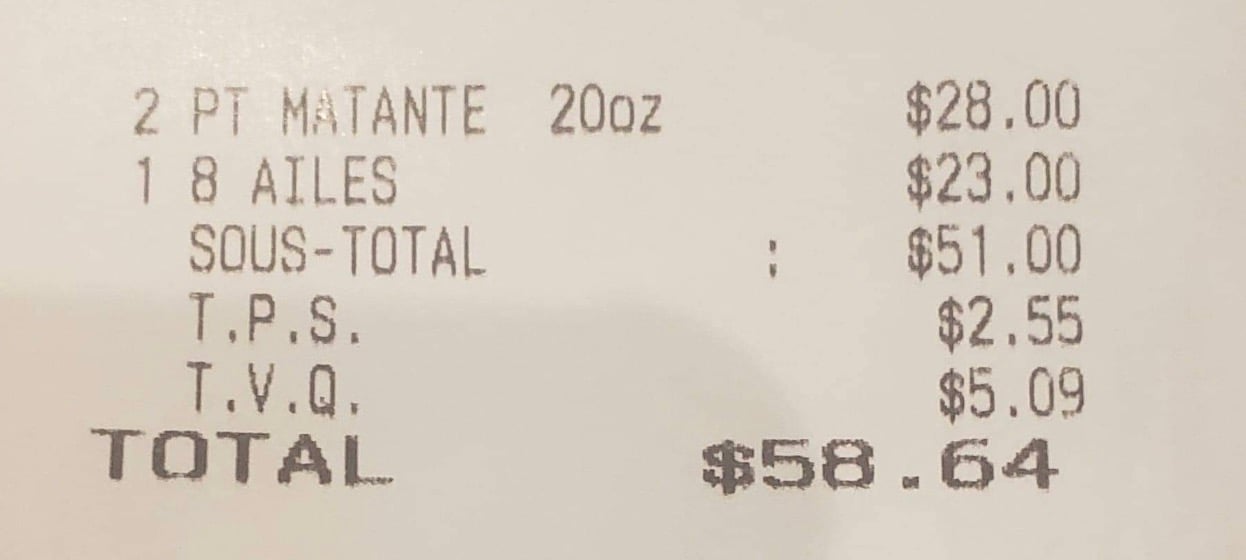 2 PT MATANTE 20oz $28.00
1 8 AILES $23.00
SOUS-TOTAL : $51.00
T.P.S. $2.55
T.V.Q. $5.09
TOTAL $58.64